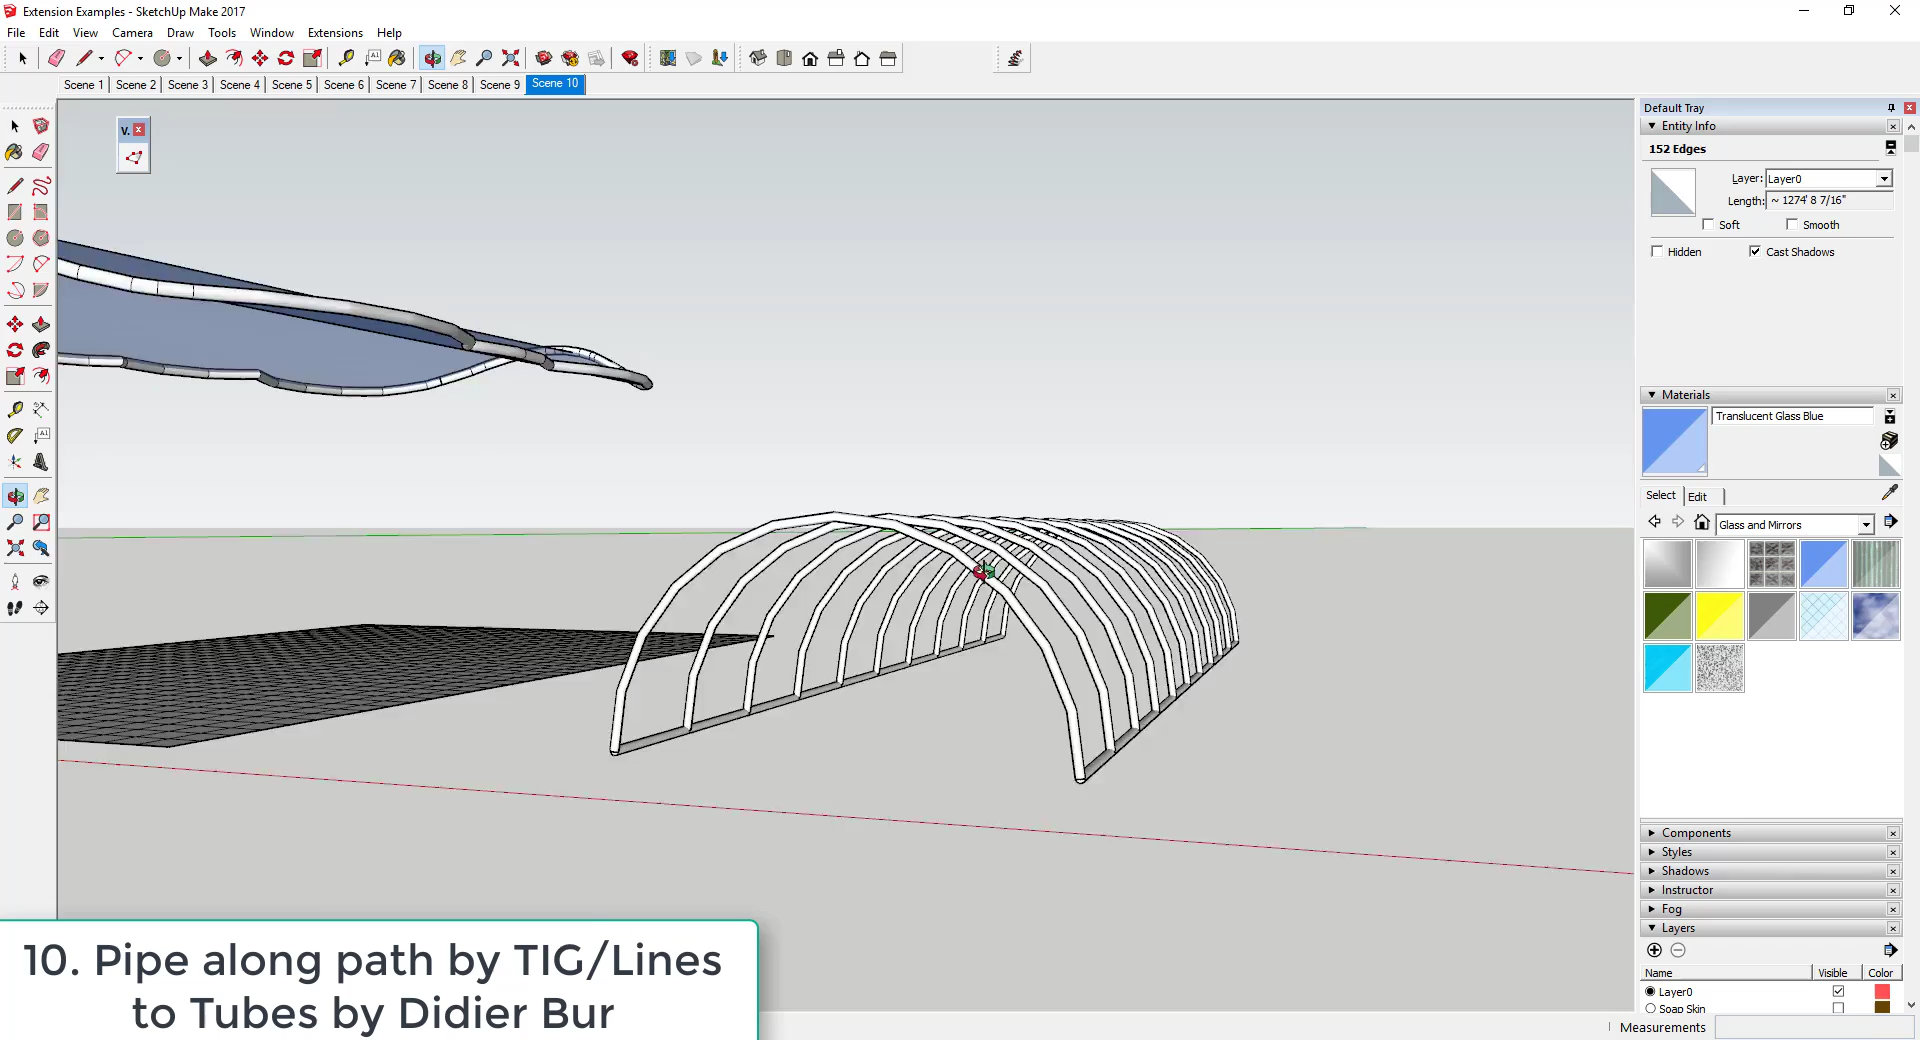 Extension Examples - SketchUp Make 2017
File Edit View Camera Draw Tools Window Extensions Help
Scene 1 Scene 2 Scene 3 Scene 4 Scene 5 Scene 6 Scene 7 Scene 8 Scene 9 Scene 10
V.
Default Tray
Entity Info
152 Edges
Layer: Layer0
Length: ~ 1274' 8 7/16"
Soft Smooth
Hidden Cast Shadows
Materials
Translucent Glass Blue
Select Edit
Glass and Mirrors
Components
Styles
Shadows
Instructor
Fog
Layers
Name Visible Color
Layer0
Soap Skin
Measurements
10. Pipe along path by TIG/Lines
to Tubes by Didier Bur